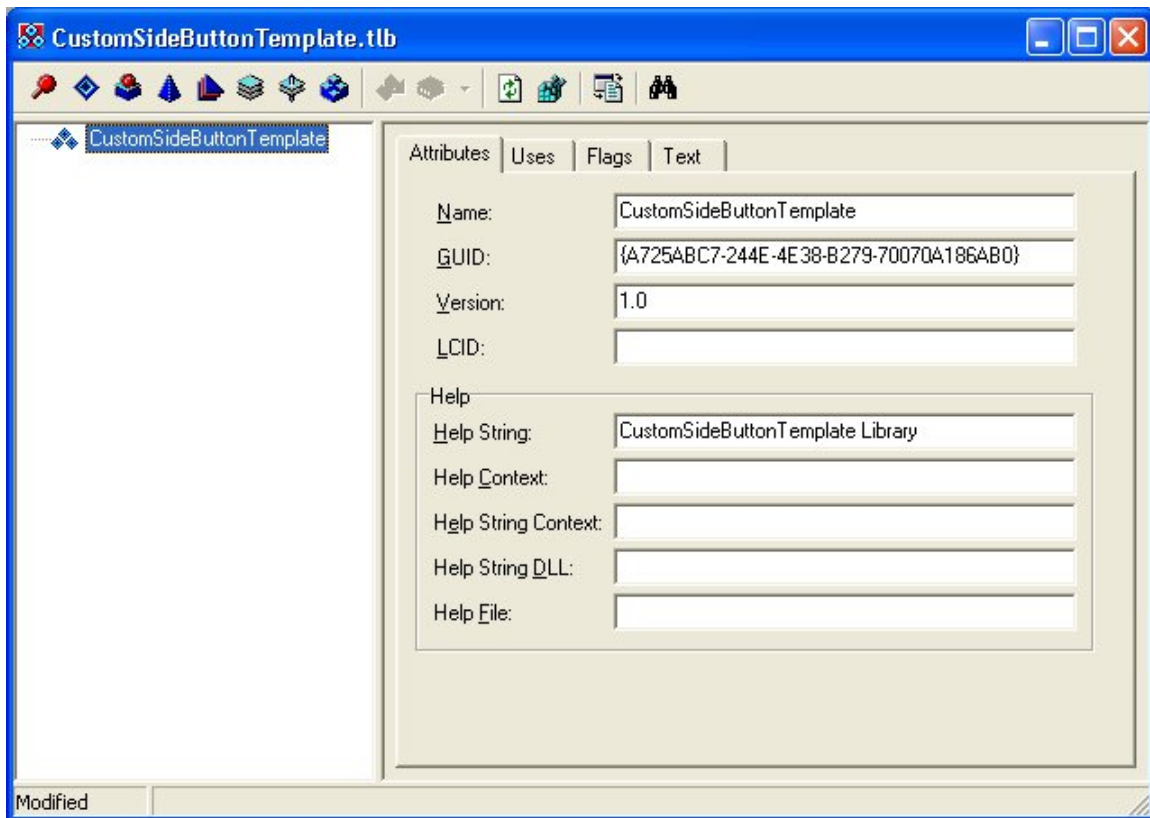 CustomSideButtonTemplate.tlb
CustomSideButtonTemplate
Attributes Uses Flags Text
Name: CustomSideButtonTemplate
GUID: {A725ABC7-244E-4E38-B279-70070A186AB0}
Version: 1.0
LCID:
Help
Help String: CustomSideButtonTemplate Library
Help Context:
Help String Context:
Help String DLL:
Help File:
Modified